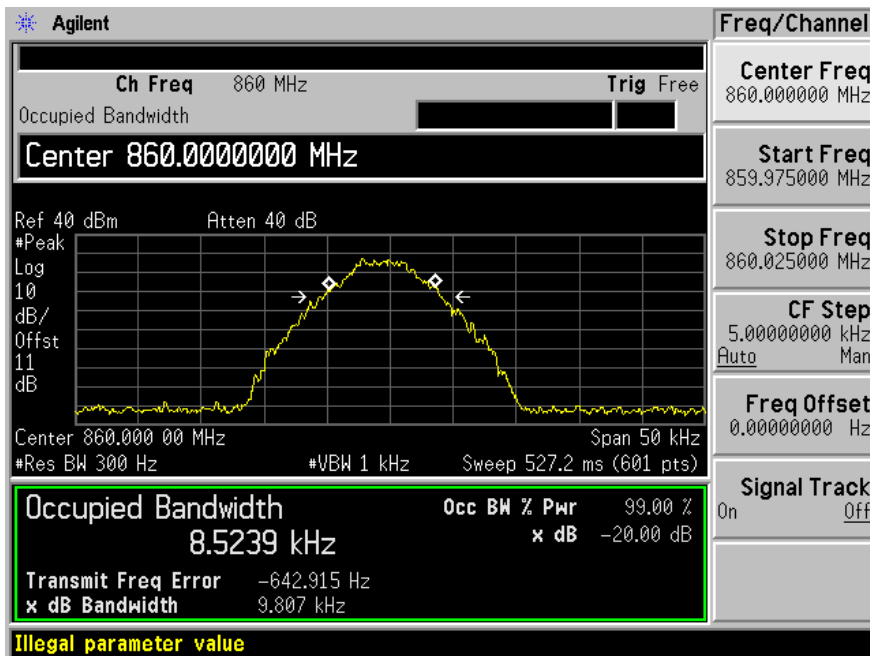 Agilent
Ch Freq 860 MHz Trig Free
Occupied Bandwidth
Center 860.0000000 MHz
Ref 40 dBm Atten 40 dB
#Peak
Log
10
dB/
Offst
11
dB
Center 860.000 00 MHz Span 50 kHz
#Res BW 300 Hz #VBW 1 kHz Sweep 527.2 ms (601 pts)
Occupied Bandwidth Occ BW % Pwr 99.00 %
8.5239 kHz x dB -20.00 dB
Transmit Freq Error -642.915 Hz
x dB Bandwidth 9.807 kHz
Illegal parameter value
Freq/Channel
Center Freq
860.000000 MHz
Start Freq
859.975000 MHz
Stop Freq
860.025000 MHz
CF Step
5.00000000 kHz
Auto Man
Freq Offset
0.00000000 Hz
Signal Track
On Off